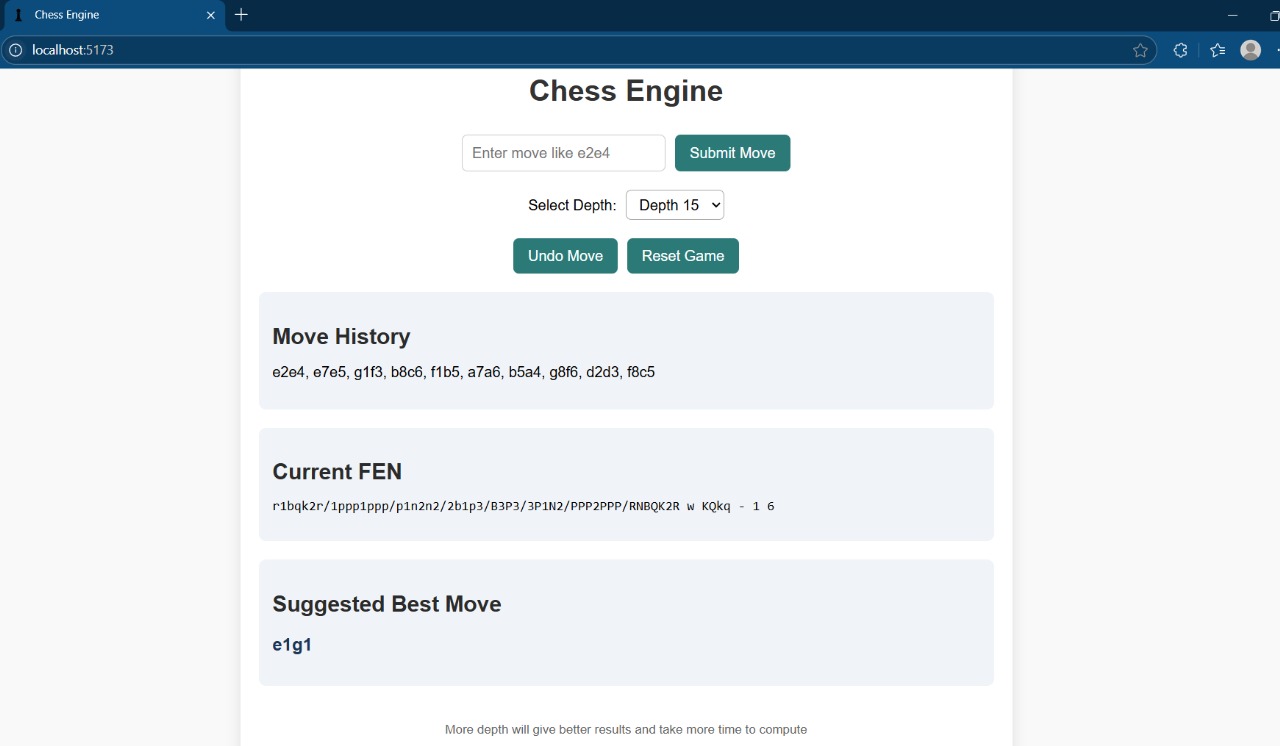 Chess Engine
localhost:5173
Chess Engine
Enter move like e2e4 Submit Move
Select Depth: Depth 15
Undo Move Reset Game
Move History
e2e4, e7e5, g1f3, b8c6, f1b5, a7a6, b5a4, g8f6, d2d3, f8c5
Current FEN
r1bqk2r/1ppp1ppp/p1n2n2/2b1p3/B3P3/3P1N2/PPP2PPP/RNBQK2R w KQkq - 1 6
Suggested Best Move
e1g1
More depth will give better results and take more time to compute